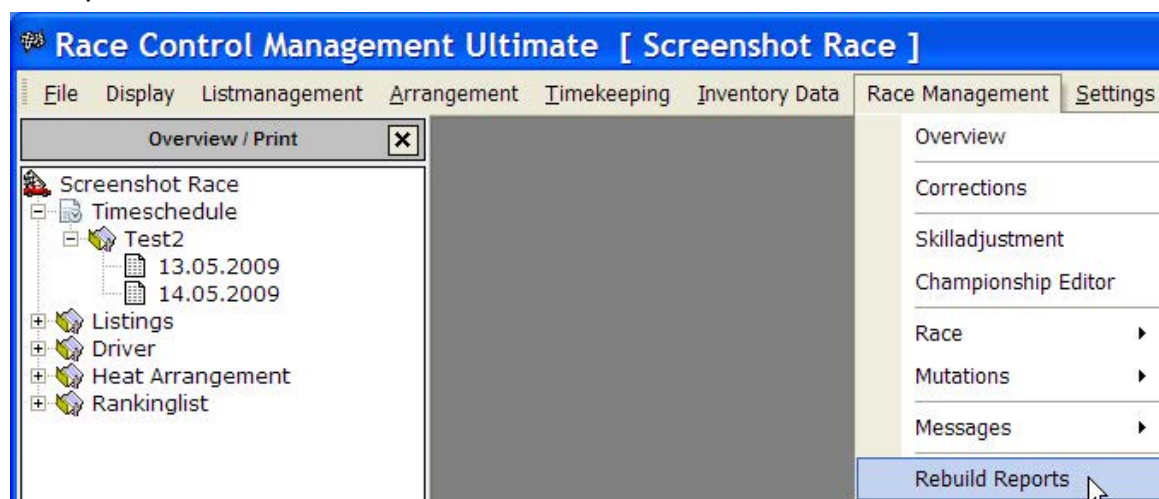 Race Control Management Ultimate [ Screenshot Race ]
File Display Listmanagement Arrangement Timekeeping Inventory Data Race Management Settings
Overview / Print
Screenshot Race
Timeschedule
Test2
13.05.2009
14.05.2009
Listings
Driver
Heat Arrangement
Rankinglist
Overview
Corrections
Skilladjustment
Championship Editor
Race
Mutations
Messages
Rebuild Reports